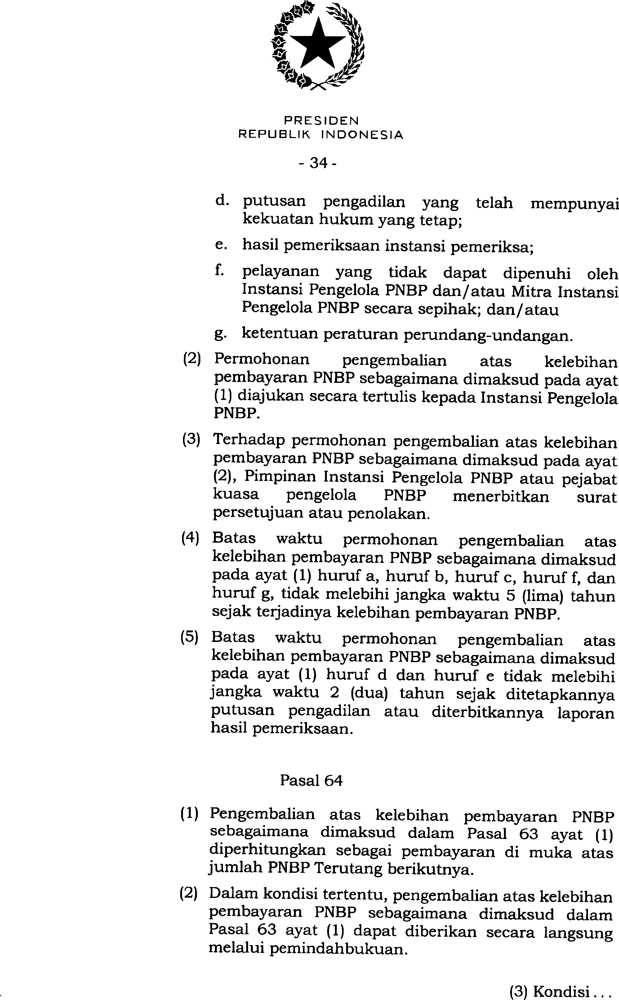 PRESIDEN
REPUBLIK INDONESIA
- 34 -
d. putusan pengadilan yang telah mempunyai
kekuatan hukum yang tetap;
e. hasil pemeriksaan instansi pemeriksa;
f. pelayanan yang tidak dapat dipenuhi oleh
Instansi Pengelola PNBP dan/atau Mitra Instansi
Pengelola PNBP secara sepihak; dan/atau
g. ketentuan peraturan perundang-undangan.
(2) Permohonan pengembalian atas kelebihan
pembayaran PNBP sebagaimana dimaksud pada ayat
(1) diajukan secara tertulis kepada Instansi Pengelola
PNBP.
(3) Terhadap permohonan pengembalian atas kelebihan
pembayaran PNBP sebagaimana dimaksud pada ayat
(2), Pimpinan Instansi Pengelola PNBP atau pejabat
kuasa pengelola PNBP menerbitkan surat
persetujuan atau penolakan.
(4) Batas waktu permohonan pengembalian atas
kelebihan pembayaran PNBP sebagaimana dimaksud
pada ayat (1) huruf a, huruf b, huruf c, huruf f, dan
huruf g, tidak melebihi jangka waktu 5 (lima) tahun
sejak terjadinya kelebihan pembayaran PNBP.
(5) Batas waktu permohonan pengembalian atas
kelebihan pembayaran PNBP sebagaimana dimaksud
pada ayat (1) huruf d dan huruf e tidak melebihi
jangka waktu 2 (dua) tahun sejak ditetapkannya
putusan pengadilan atau diterbitkannya laporan
hasil pemeriksaan.
Pasal 64
(1) Pengembalian atas kelebihan pembayaran PNBP
sebagaimana dimaksud dalam Pasal 63 ayat (1)
diperhitungkan sebagai pembayaran di muka atas
jumlah PNBP Terutang berikutnya.
(2) Dalam kondisi tertentu, pengembalian atas kelebihan
pembayaran PNBP sebagaimana dimaksud dalam
Pasal 63 ayat (1) dapat diberikan secara langsung
melalui pemindahbukuan.
(3) Kondisi . . .